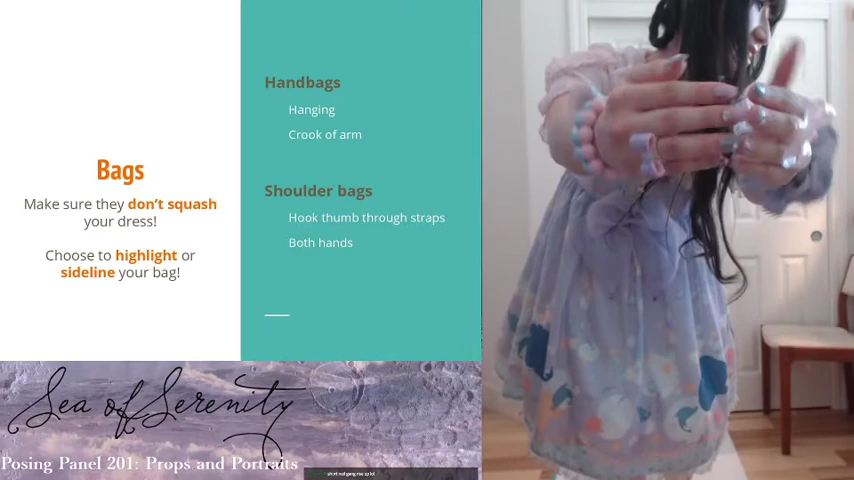 Bags
Make sure they don't squash
your dress!
Choose to highlight or
sideline your bag!
Handbags
Hanging
Crook of arm
Shoulder bags
Hook thumb through straps
Both hands
Sea of Serenity
Posing Panel 201: Props and Portraits